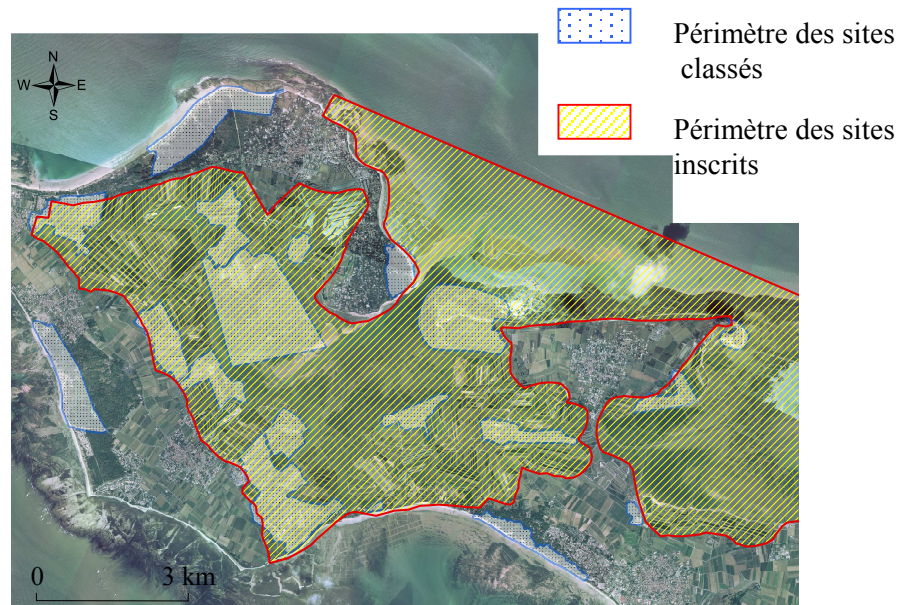 Périmètre des sites
classés
Périmètre des sites
inscrits
N
W E
S
0 3 km